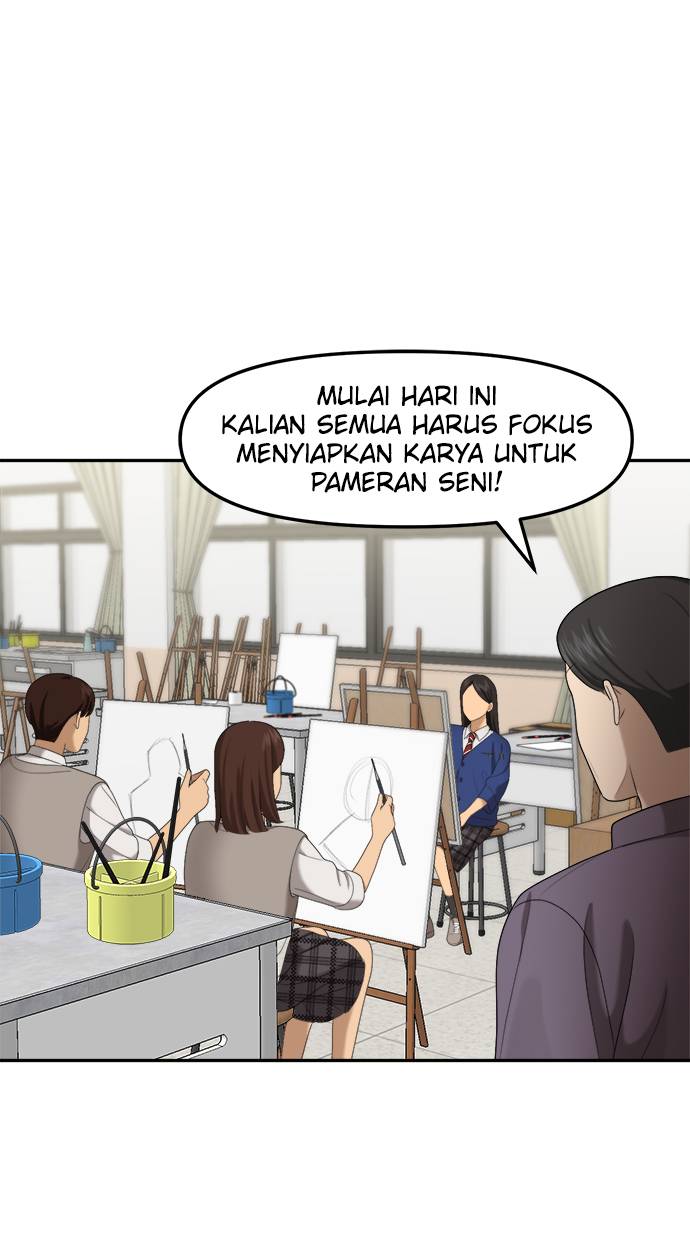 MULAI HARI INI
KALIAN SEMUA HARUS FOKUS
MENYIAPKAN KARYA UNTUK
PAMERAN SENI!